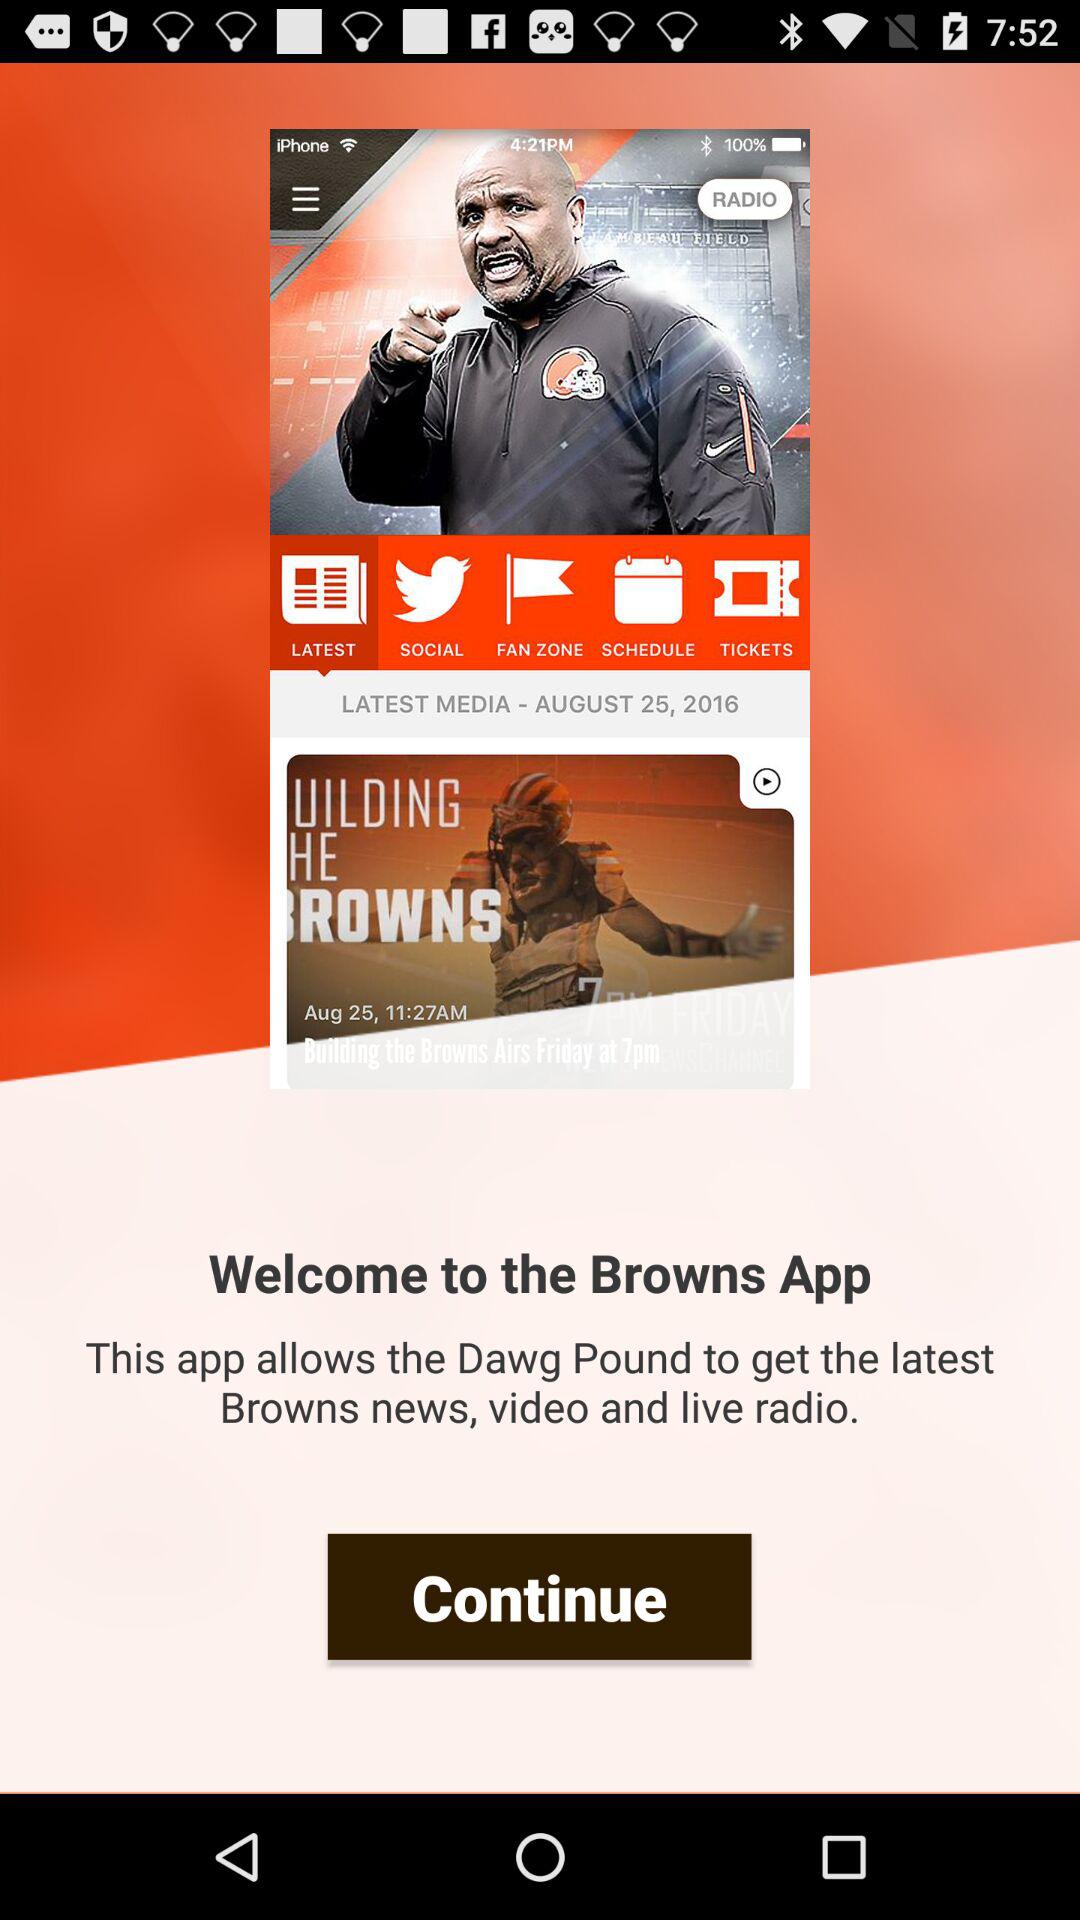 7:52
iPhone 4:21PM 100%
RADIO
LAMBEAU FIELD
LATEST SOCIAL FAN ZONE SCHEDULE TICKETS
LATEST MEDIA - AUGUST 25, 2016
UILDING
HE
BROWNS
7PM FRIDAY
Aug 25, 11:27AM
Building the Browns Airs Friday at 7pm
Welcome to the Browns App
This app allows the Dawg Pound to get the latest
Browns news, video and live radio.
Continue